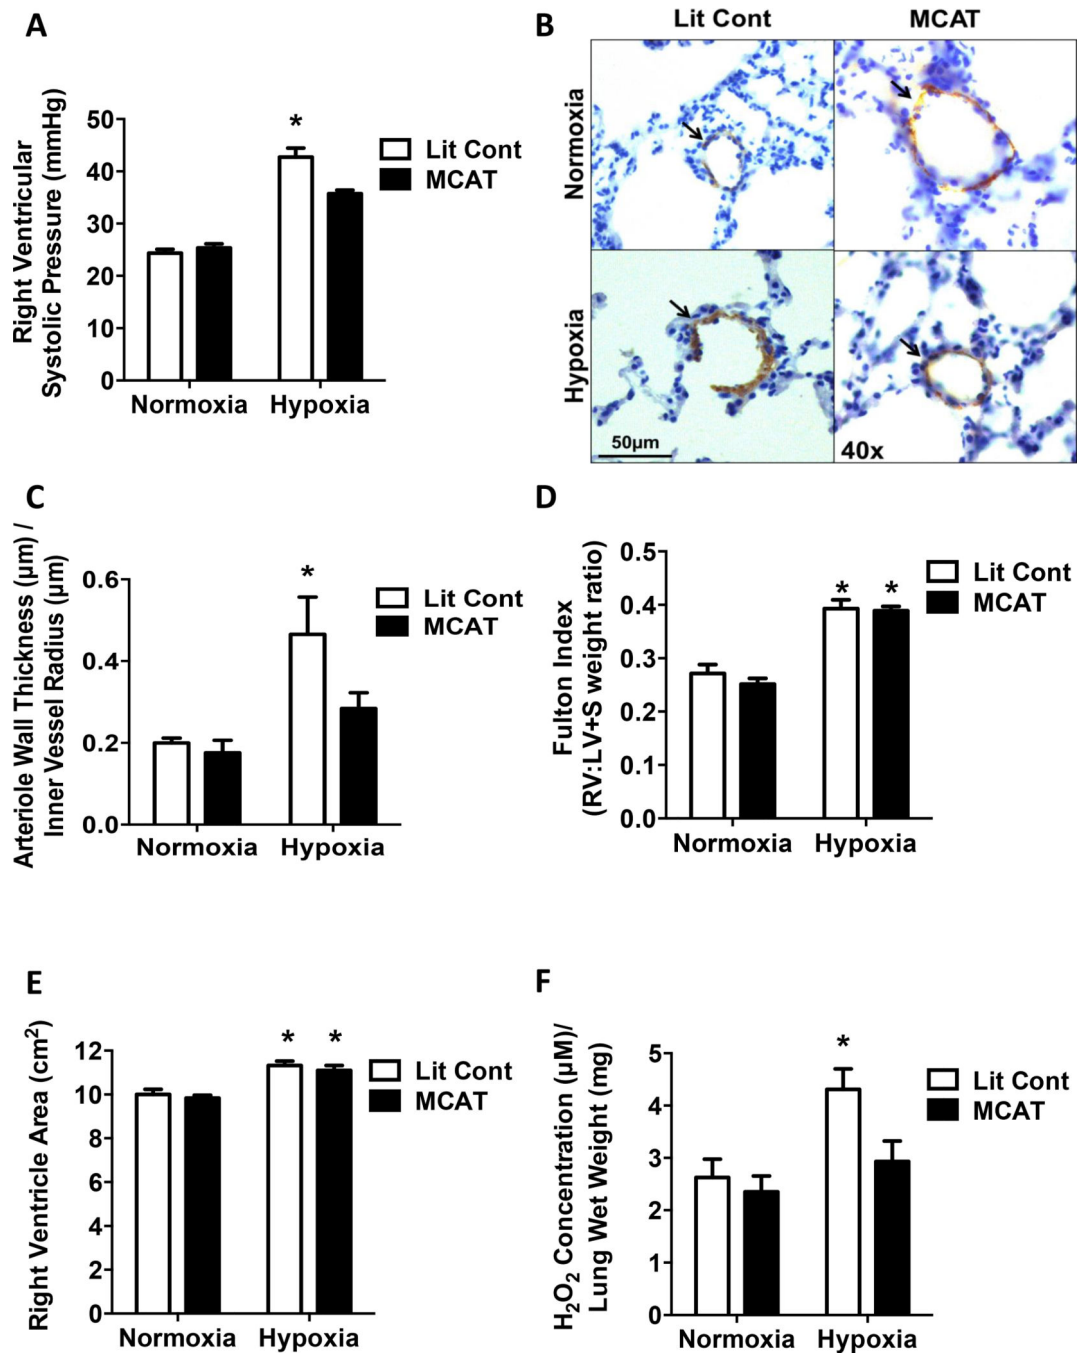 A
Right Ventricular
Systolic Pressure (mmHg)
50
40
30
20
10
0
*
Normoxia
Hypoxia
Lit Cont
MCAT
B
Lit Cont
MCAT
Normoxia
Hypoxia
50µm
40x
C
Arteriole Wall Thickness (µm) /
Inner Vessel Radius (µm)
0.6
0.4
0.2
0.0
*
Normoxia
Hypoxia
Lit Cont
MCAT
D
Fulton Index
(RV:LV+S weight ratio)
0.5
0.4
0.3
0.2
0.1
0.0
* *
Normoxia
Hypoxia
Lit Cont
MCAT
E
Right Ventricle Area (cm²)
12
10
8
6
4
2
0
* *
Normoxia
Hypoxia
Lit Cont
MCAT
F
H₂O₂ Concentration (µM)/
Lung Wet Weight (mg)
5
4
3
2
1
0
*
Normoxia
Hypoxia
Lit Cont
MCAT